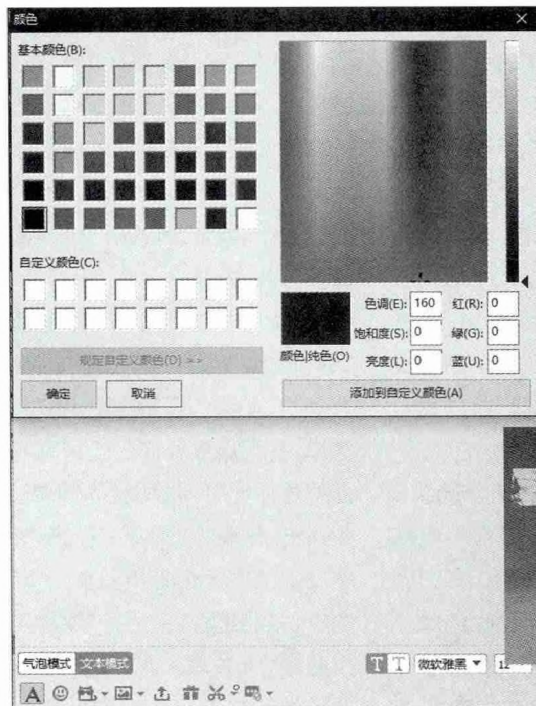 颜色
基本颜色(B):
自定义颜色(C):
规定自定义颜色(D) >>
确定
取消
颜色|纯色(O)
色调(E): 160
红(R): 0
饱和度(S): 0
绿(G): 0
亮度(L): 0
蓝(U): 0
添加到自定义颜色(A)
气泡模式 文本模式
微软雅黑
A